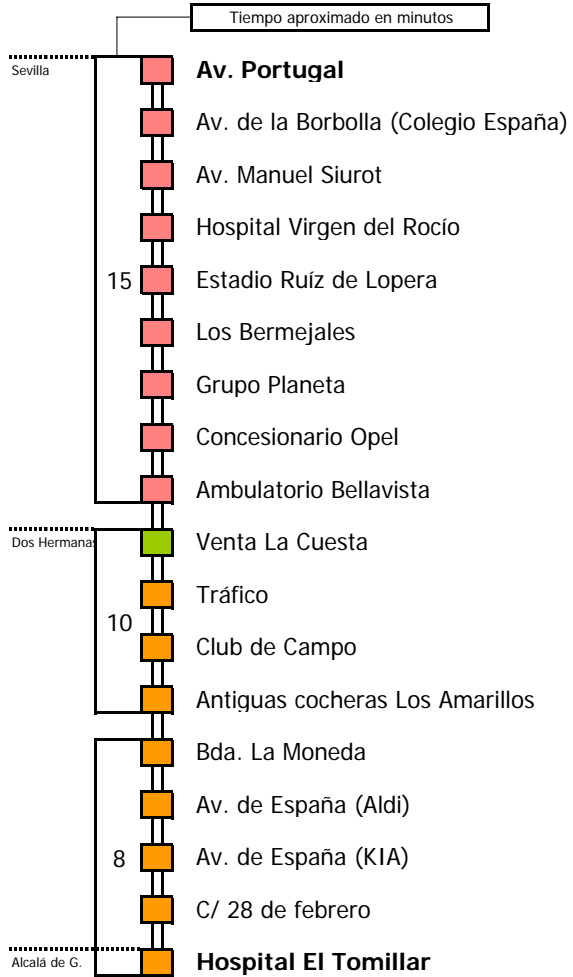 Tiempo aproximado en minutos
Sevilla
Av. Portugal
Av. de la Borbolla (Colegio España)
Av. Manuel Siurot
Hospital Virgen del Rocío
15
Estadio Ruíz de Lopera
Los Bermejales
Grupo Planeta
Concesionario Opel
Ambulatorio Bellavista
Dos Hermanas
Venta La Cuesta
Tráfico
10
Club de Campo
Antiguas cocheras Los Amarillos
Bda. La Moneda
Av. de España (Aldi)
8
Av. de España (KIA)
C/ 28 de febrero
Alcalá de G.
Hospital El Tomillar